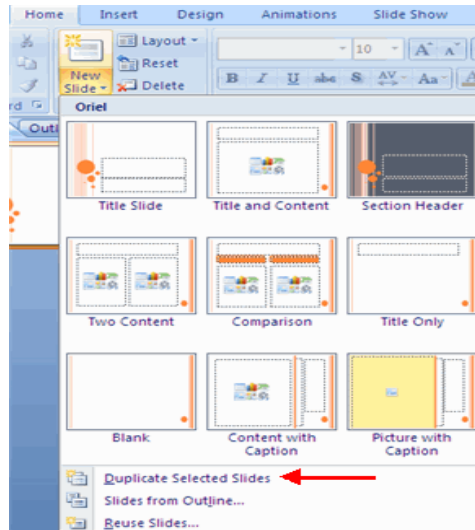 Home Insert Design Animations Slide Show
Layout
10 A A
Reset
New Slide
Delete
B I U abc S AV Aa A
Oriel
Outl
Title Slide Title and Content Section Header
Two Content Comparison Title Only
Blank Content with Caption Picture with Caption
Duplicate Selected Slides
Slides from Outline...
Reuse Slides...